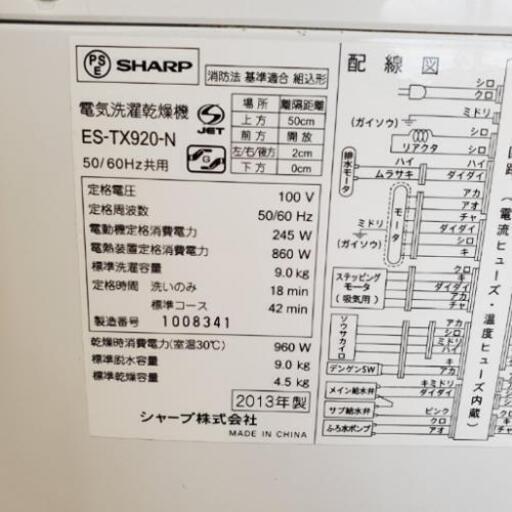 PSE SHARP
消防法 基準適合 組込形
電気洗濯乾燥機
JET
ES-TX920-N
50/60Hz共用
場所 離隔距離
上方 50cm
前方 開放
左/右/後方 2cm
下方 0cm
定格電圧 100 V
定格周波数 50/60 Hz
電動機定格消費電力 245 W
電熱装置定格消費電力 860 W
標準洗濯容量 9.0 kg
定格時間 洗いのみ 18 min
標準コース 42 min
製造番号 1008341
乾燥時消費電力(室温30℃) 960 W
標準脱水容量 9.0 kg
標準乾燥容量 4.5 kg
2013年製
シャープ株式会社
MADE IN CHINA
配線図
シロ
クロ
ミドリ
(ガイソウ)
シロ
リアクタ
シロ
排水モータ
ハイ ハイ
ムラサキ ダイダイ
モータ
アカ
アオ
チャ
ミドリ
(ガイソウ)
ダイダイ
シロ
キ
ステッピングモータ(吸気用)
クロ
キ
ダイダイ
アカ
チャ
ソウサカイロ
アカ シロ
ミドリ
ハイ キ
デンゲンSW
アカ
メイン給水弁
キミドリ
ダイダイ
サブ給水弁
ピンク
ふろ水ポンプ
クロ
アオ
(電流ヒューズ・温度ヒューズ内蔵)